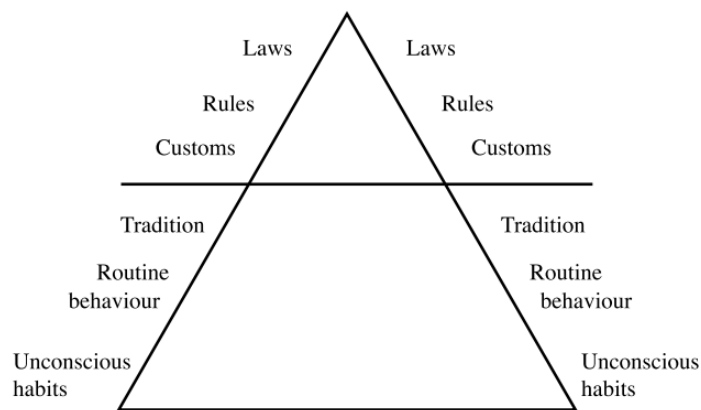 Laws Laws
Rules Rules
Customs Customs
Tradition Tradition
Routine Routine
behaviour behaviour
Unconscious Unconscious
habits habits